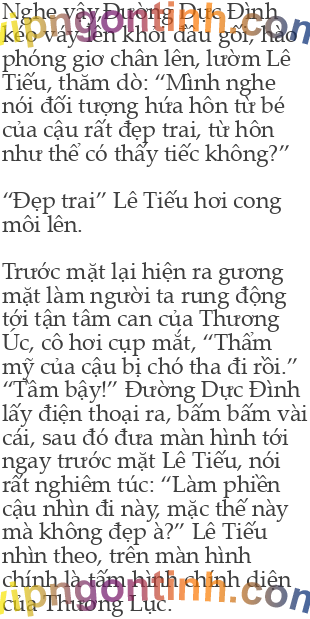 Nghe vậy Đường Dực Đình
kéo váy lên khỏi đầu gối, hào
phóng giơ chân lên, lườm Lê
Tiếu, thăm dò: “Mình nghe
nói đối tượng hứa hôn từ bé
của cậu rất đẹp trai, từ hôn
như thể có thấy tiếc không?”
“Đẹp trai” Lê Tiếu hơi cong
môi lên.
Trước mặt lại hiện ra gương
mặt làm người ta rung động
tới tận tâm can của Thương
Úc, cô hơi cụp mắt, “Thẩm
mỹ của cậu bị chó tha đi rồi.”
“Tầm bậy!” Đường Dực Đình
lấy điện thoại ra, bấm bấm vài
cái, sau đó đưa màn hình tới
ngay trước mặt Lê Tiếu, nói
rất nghiêm túc: “Làm phiền
cậu nhìn đi này, mặc thế này
mà không đẹp à?” Lê Tiếu
nhìn theo, trên màn hình
chính là tấm hình chính diện
của Thương Lục.
vipngontinh.com
vipngontinh.com